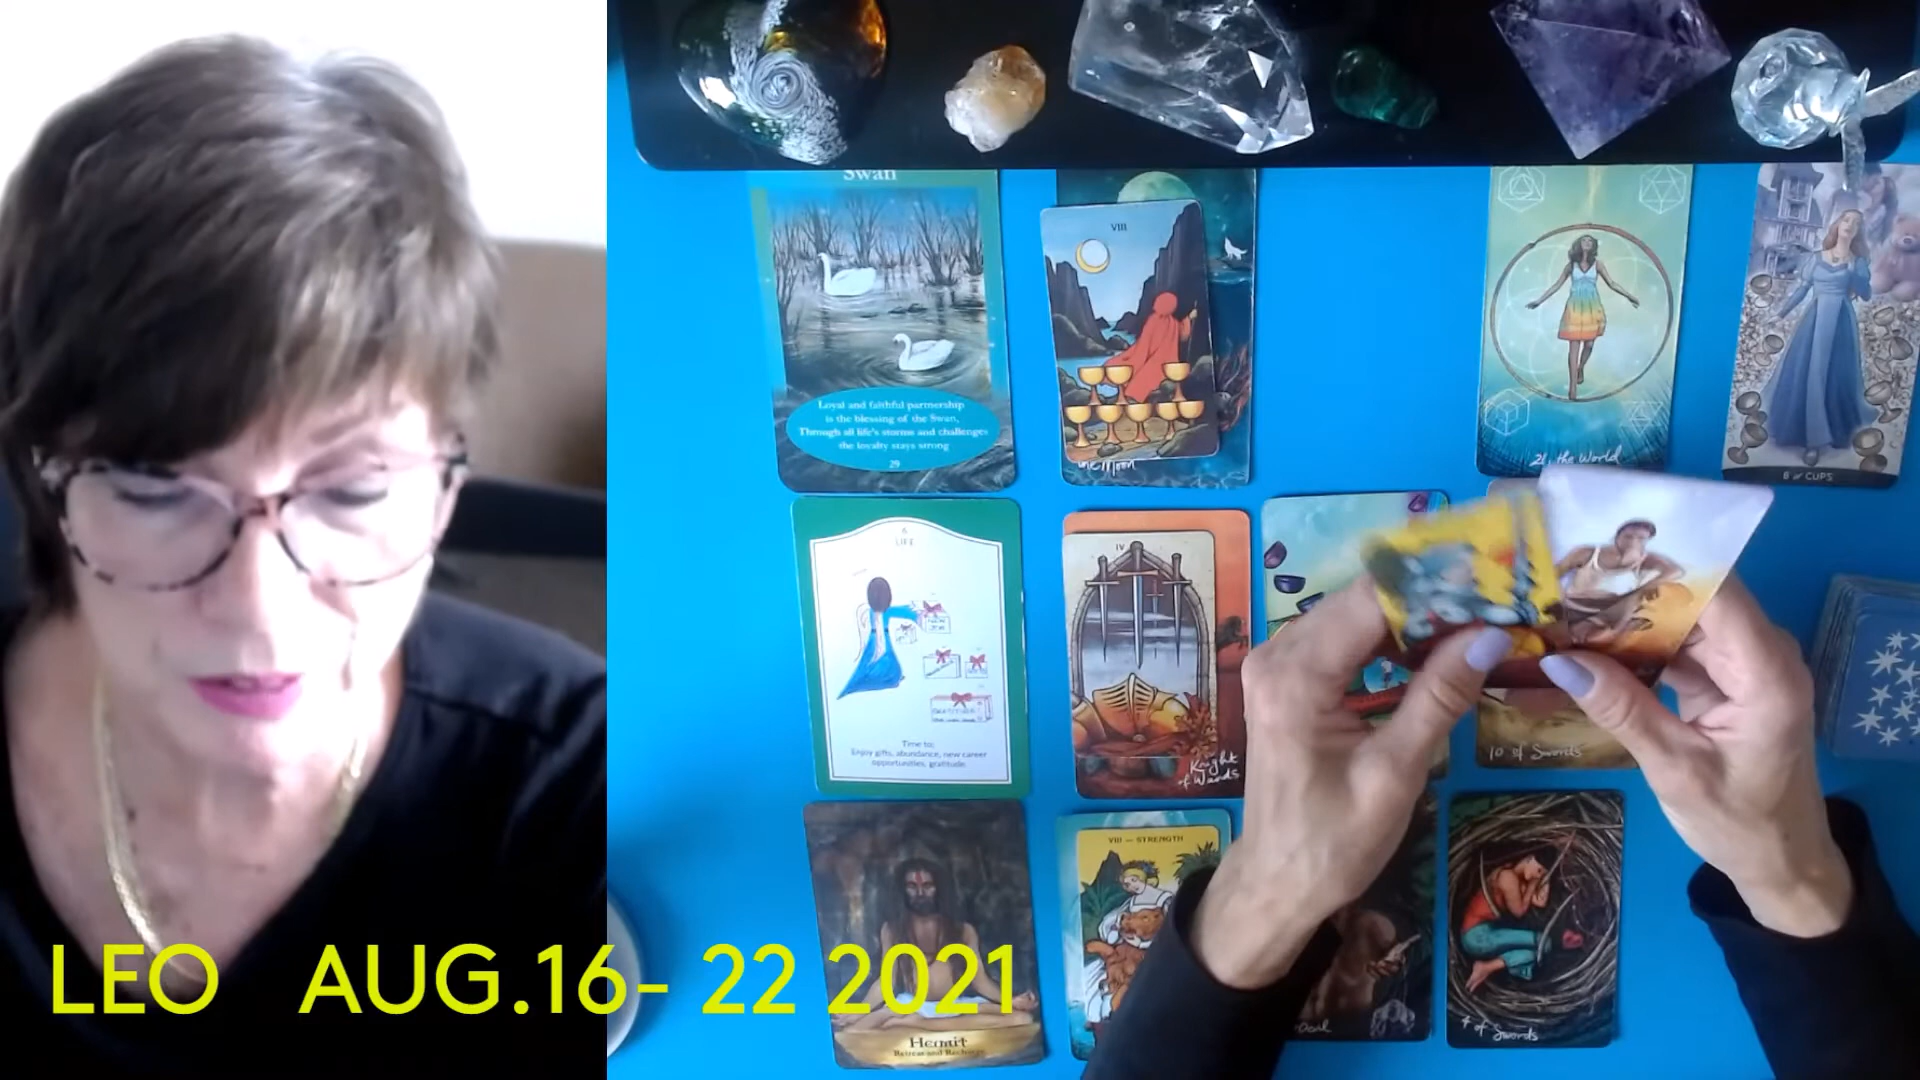 Swan
Loyal and faithful partnership
is the blessing of the Swan,
Through all life's storms and challenges
the loyalty stays strong
29
VIII
the Moon
21, the World
6 of CUPS
6
LIFE
Time to:
Enjoy gifts, abundance, new career
opportunities, gratitude.
IV
Knight
of Wands
10 of Swords
VIII — STRENGTH
4 of Swords
Hermit
Retreat and Recharge
LEO AUG.16- 22 2021